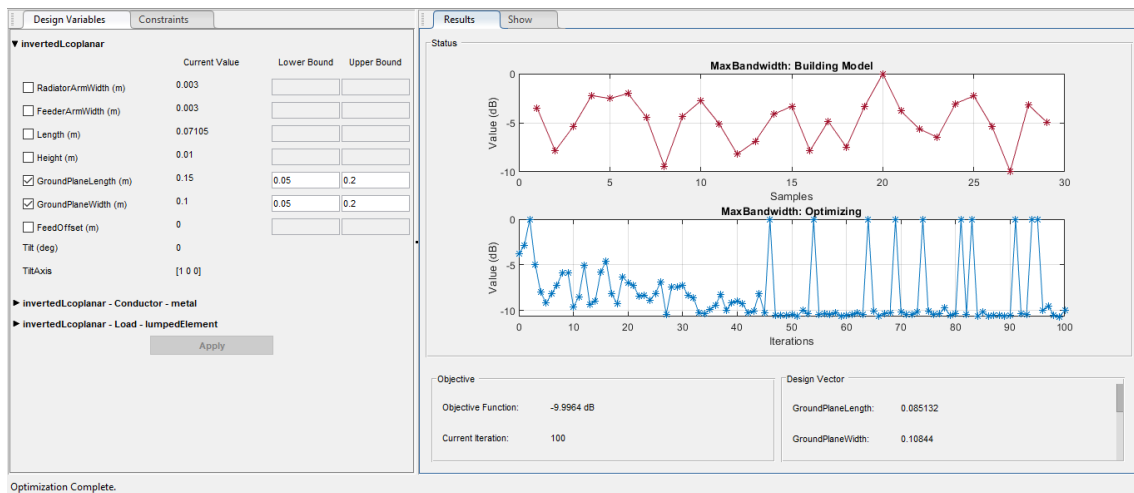 Design Variables
Constraints
▼ invertedLcoplanar
Current Value Lower Bound Upper Bound
RadiatorArmWidth (m) 0.003
FeederArmWidth (m) 0.003
Length (m) 0.07105
Height (m) 0.01
GroundPlaneLength (m) 0.15 0.05 0.2
GroundPlaneWidth (m) 0.1 0.05 0.2
FeedOffset (m) 0
Tilt (deg) 0
TiltAxis [1 0 0]
► invertedLcoplanar - Conductor - metal
► invertedLcoplanar - Load - lumpedElement
Apply
Results
Show
Status
MaxBandwidth: Building Model
Value (dB)
0
-5
-10
0 5 10 15 20 25 30
Samples
MaxBandwidth: Optimizing
Value (dB)
0
-5
-10
0 10 20 30 40 50 60 70 80 90 100
Iterations
Objective
Objective Function: -9.9964 dB
Current Iteration: 100
Design Vector
GroundPlaneLength: 0.085132
GroundPlaneWidth: 0.10844
Optimization Complete.